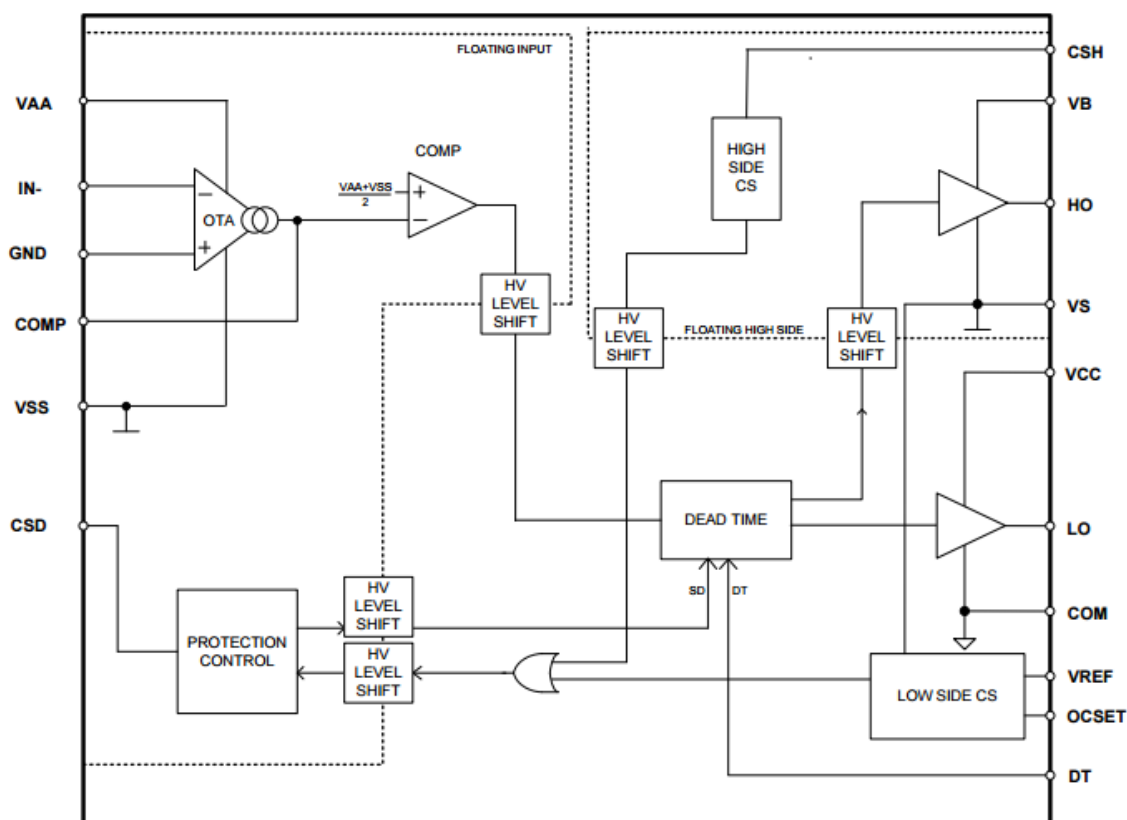 FLOATING INPUT
CSH
VAA
VB
COMP
HIGH
SIDE
CS
IN-
VAA+VSS
2
+
−
−
OTA
+
HO
GND
HV
LEVEL
SHIFT
VS
COMP
HV
LEVEL
SHIFT
FLOATING HIGH SIDE
HV
LEVEL
SHIFT
VCC
VSS
CSD
DEAD TIME
LO
SD
DT
HV
LEVEL
SHIFT
COM
PROTECTION
CONTROL
HV
LEVEL
SHIFT
LOW SIDE CS
VREF
OCSET
DT